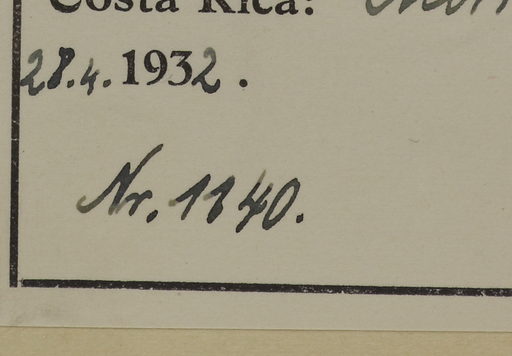 Costa Rica:
28.4.1932.
Nr. 1140.